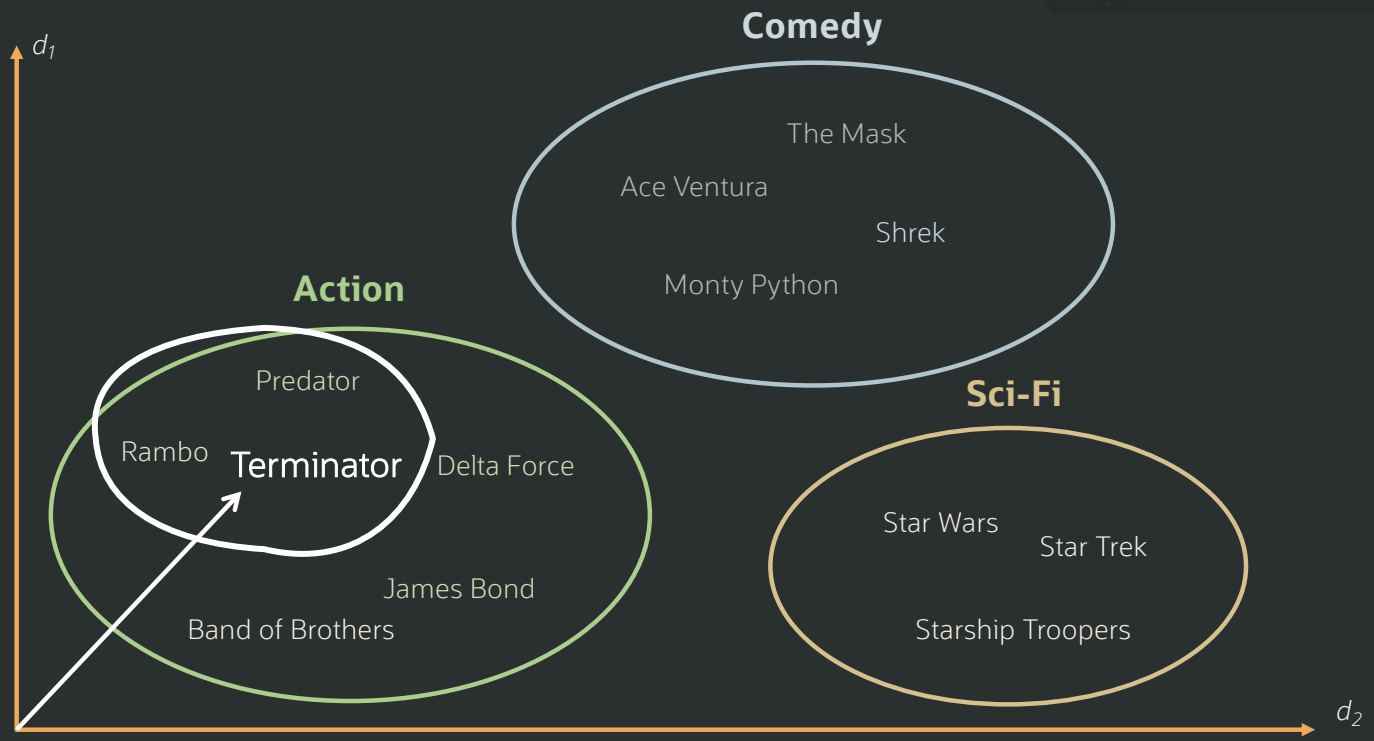 Comedy
d1
The Mask
Ace Ventura
Shrek
Monty Python
Action
Predator
Sci-Fi
Rambo
Terminator
Delta Force
Star Wars
Star Trek
James Bond
Band of Brothers
Starship Troopers
d2